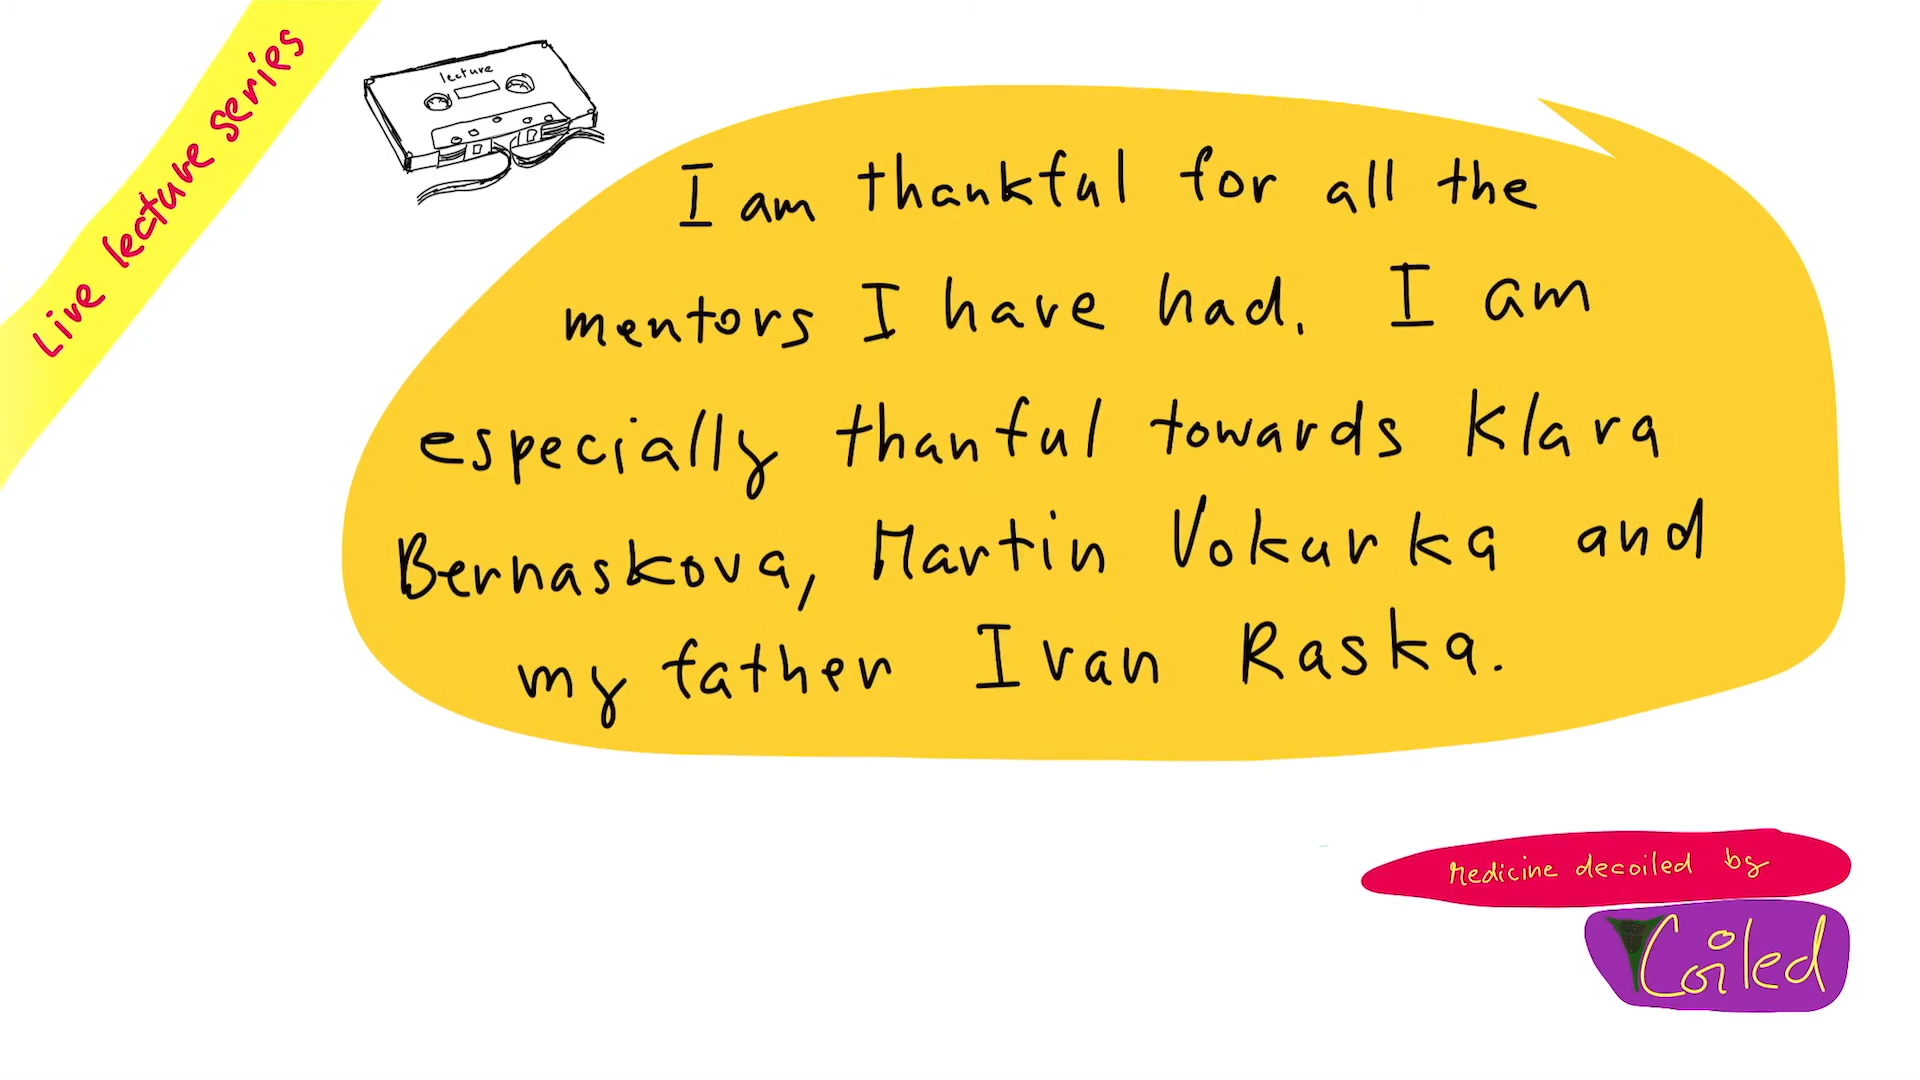 Live lecture series
lecture
I am thankful for all the
mentors I have had. I am
especially thanful towards Klara
Bernaskova, Martin Vokurka and
my father Ivan Raska.
Medicine decoiled by
Coiled